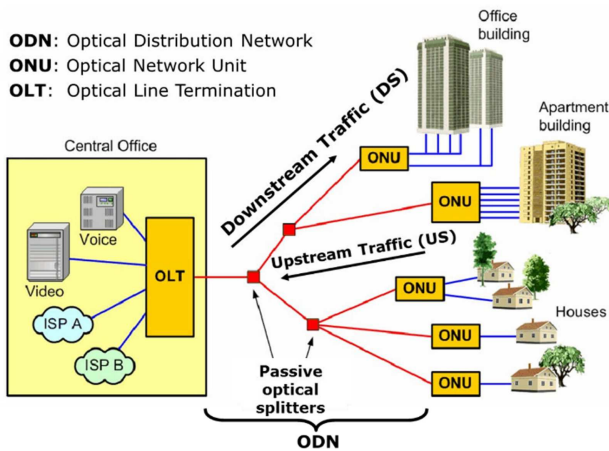 ODN: Optical Distribution Network
ONU: Optical Network Unit
OLT: Optical Line Termination
Office
building
Downstream Traffic (DS)
Apartment
building
Central Office
ONU
ONU
Voice
Upstream Traffic (US)
OLT
Video
ONU
Houses
ISP A
ONU
ISP B
Passive
optical
splitters
ONU
ODN